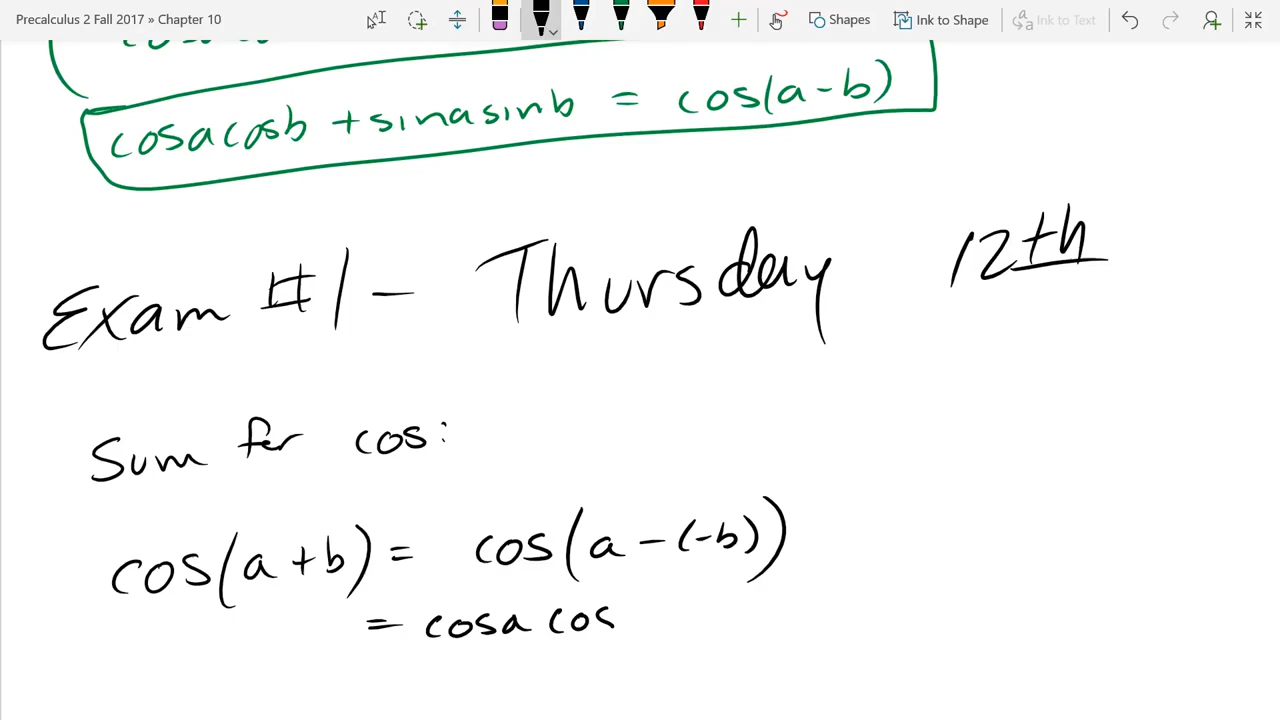 Precalculus 2 Fall 2017 » Chapter 10
Shapes
Ink to Shape
Ink to Text
cosacosb + sinasinb = cos(a - b)
Exam #1 - Thursday 12th
Sum for cos:
cos(a + b) = cos(a - (-b))
= cosa cos